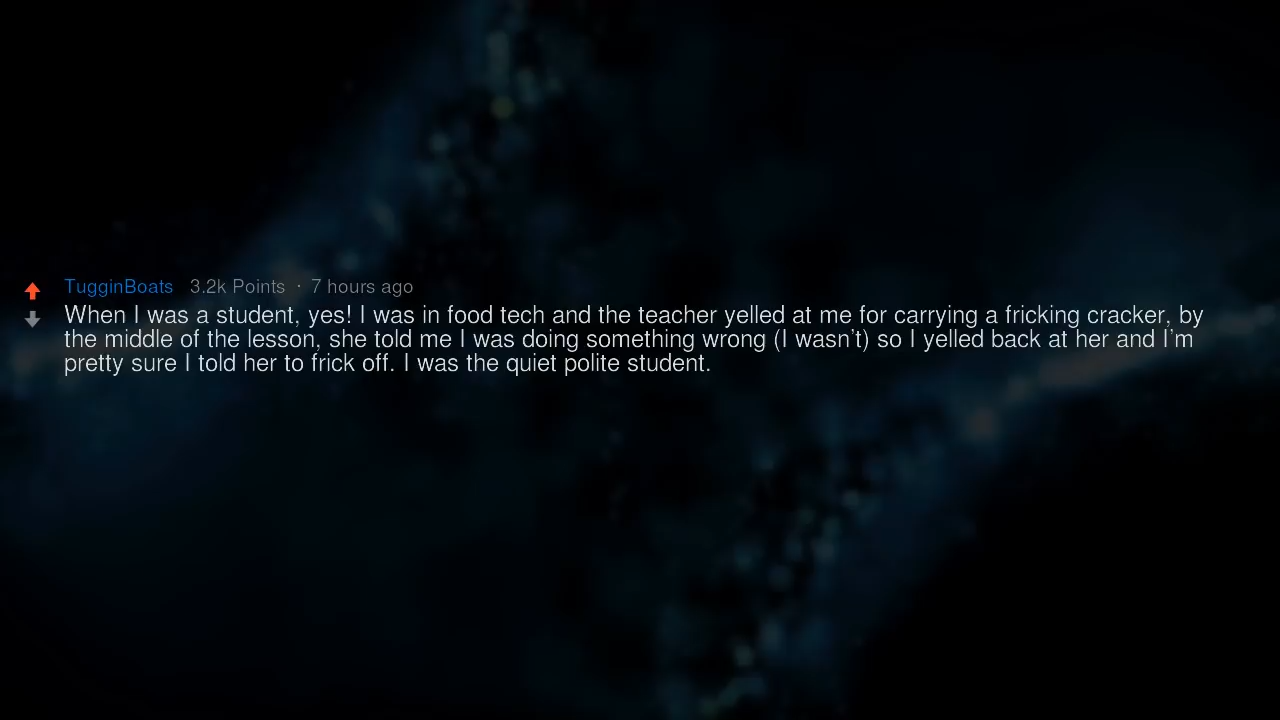 TugginBoats 3.2k Points · 7 hours ago
When I was a student, yes! I was in food tech and the teacher yelled at me for carrying a fricking cracker, by
the middle of the lesson, she told me I was doing something wrong (I wasn't) so I yelled back at her and I'm
pretty sure I told her to frick off. I was the quiet polite student.